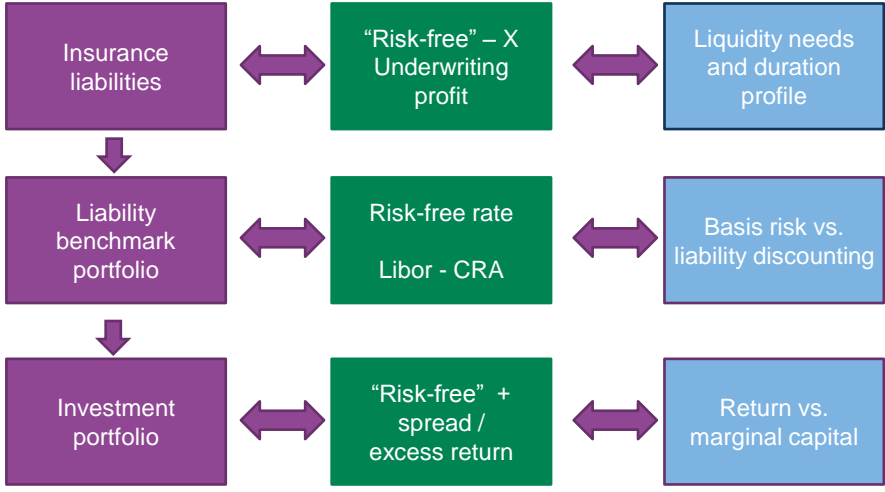 Insurance
liabilities
“Risk-free” – X
Underwriting
profit
Liquidity needs
and duration
profile
Liability
benchmark
portfolio
Risk-free rate
Libor - CRA
Basis risk vs.
liability discounting
Investment
portfolio
“Risk-free” +
spread /
excess return
Return vs.
marginal capital